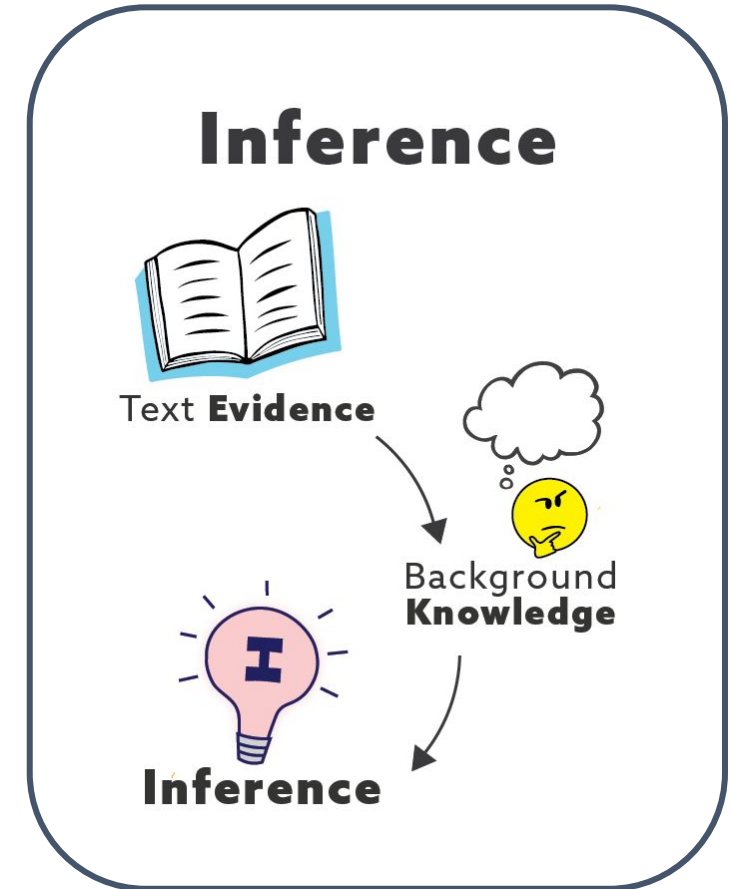 Inference
Text Evidence
Background
Knowledge
I
Inference